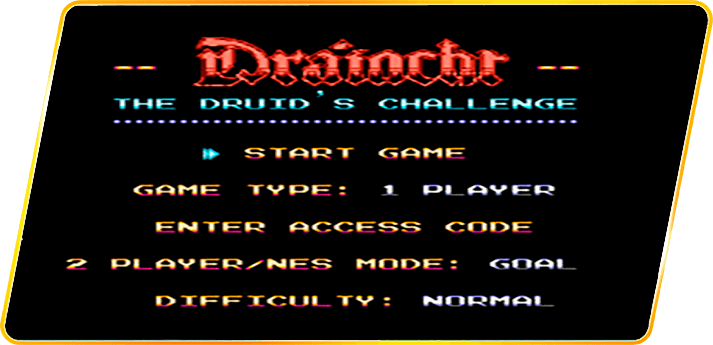 -- Draíocht --
THE DRUID'S CHALLENGE
START GAME
GAME TYPE: 1 PLAYER
ENTER ACCESS CODE
2 PLAYER/NES MODE: GOAL
DIFFICULTY: NORMAL